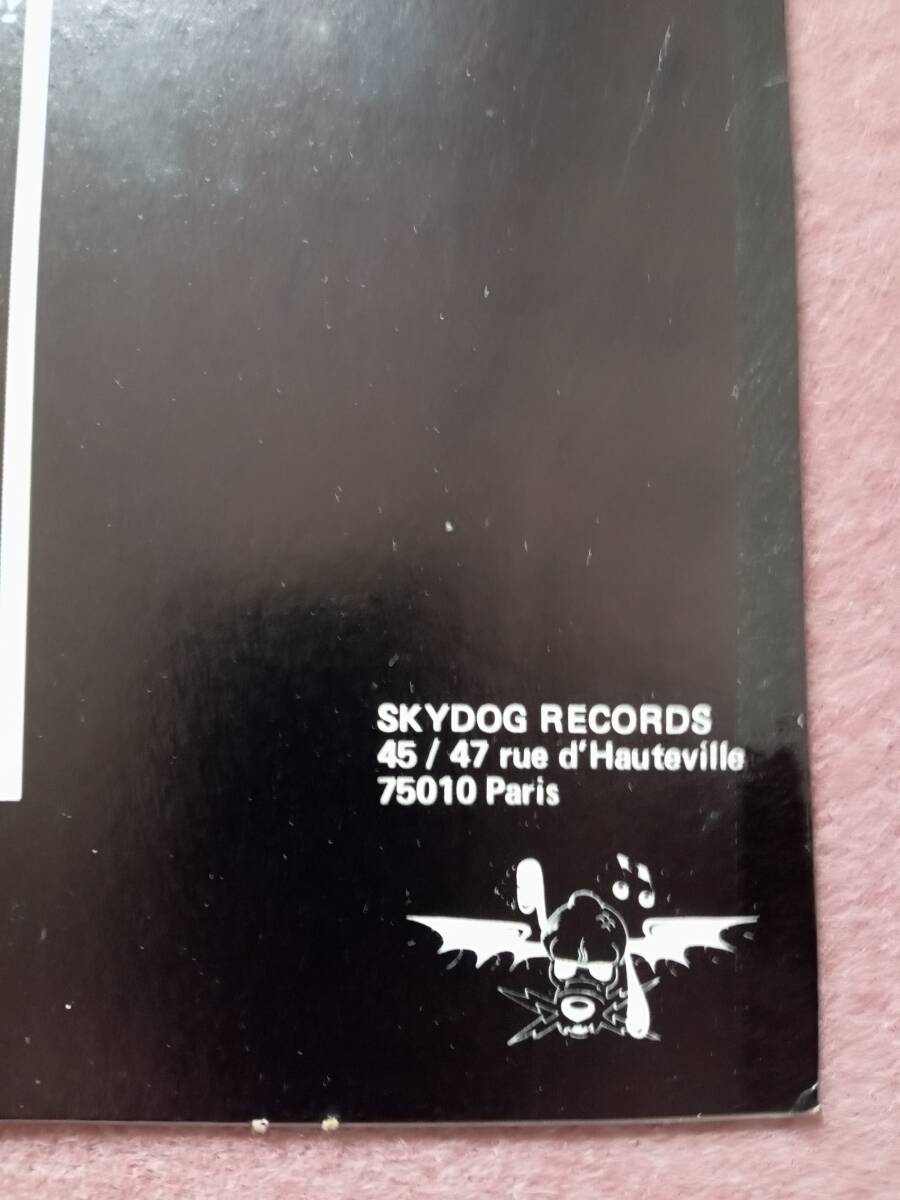 SKYDOG RECORDS
45 / 47 rue d'Hauteville
75010 Paris